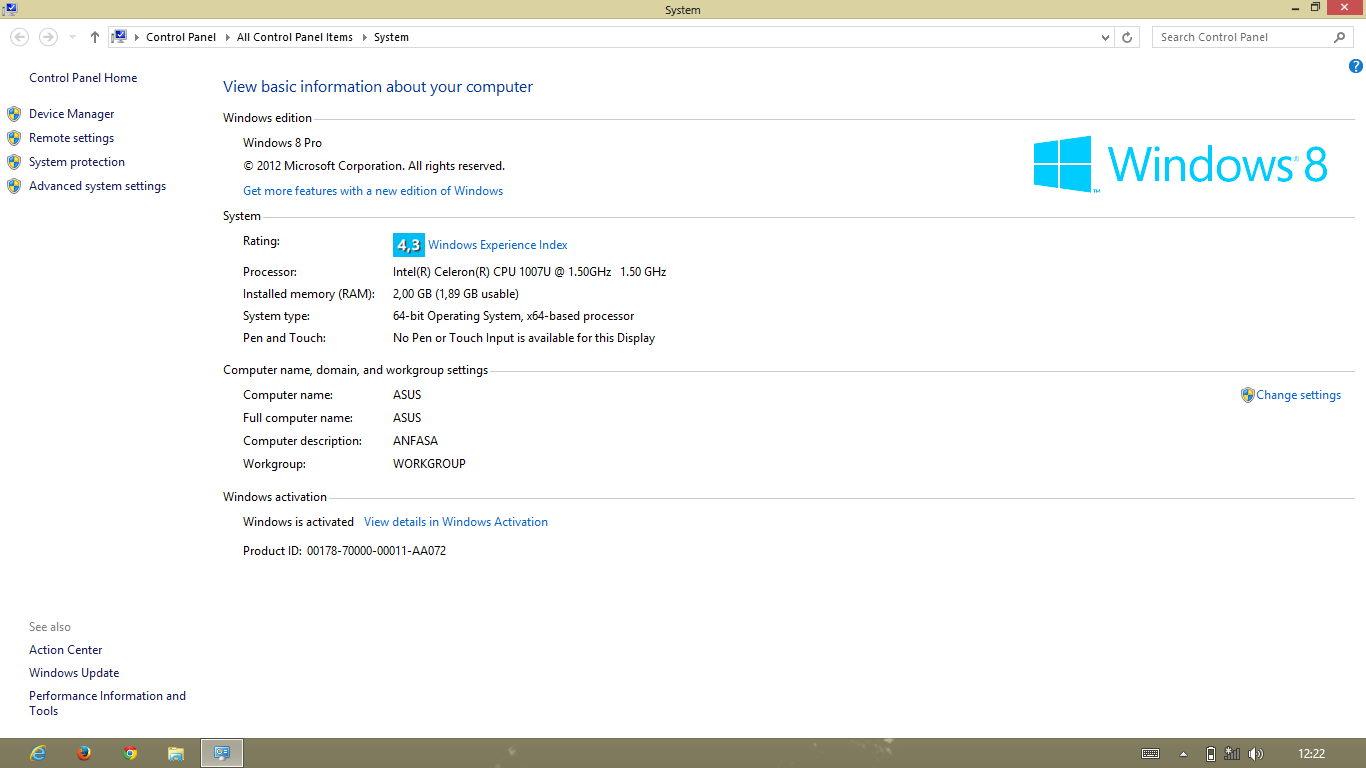 System
Control Panel All Control Panel Items System
Search Control Panel
Control Panel Home
Device Manager
Remote settings
System protection
Advanced system settings
View basic information about your computer
Windows edition
Windows 8 Pro
© 2012 Microsoft Corporation. All rights reserved.
Get more features with a new edition of Windows
Windows® 8
System
Rating: 4,3 Windows Experience Index
Processor: Intel(R) Celeron(R) CPU 1007U @ 1.50GHz 1.50 GHz
Installed memory (RAM): 2,00 GB (1,89 GB usable)
System type: 64-bit Operating System, x64-based processor
Pen and Touch: No Pen or Touch Input is available for this Display
Computer name, domain, and workgroup settings
Computer name: ASUS
Change settings
Full computer name: ASUS
Computer description: ANFASA
Workgroup: WORKGROUP
Windows activation
Windows is activated View details in Windows Activation
Product ID: 00178-70000-00011-AA072
See also
Action Center
Windows Update
Performance Information and
Tools
12:22